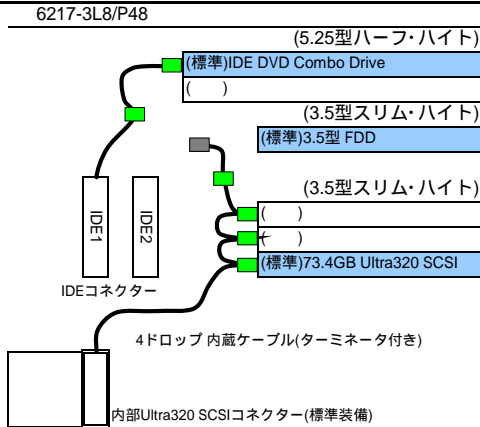 6217-3L8/P48
(5.25型ハーフ・ハイト)
(標準)IDE DVD Combo Drive
(　　)
(3.5型スリム・ハイト)
(標準)3.5型 FDD
(3.5型スリム・ハイト)
(　　)
(　　)
(標準)73.4GB Ultra320 SCSI
IDE1
IDE2
IDEコネクター
4ドロップ 内蔵ケーブル(ターミネータ付き)
内部Ultra320 SCSIコネクター(標準装備)